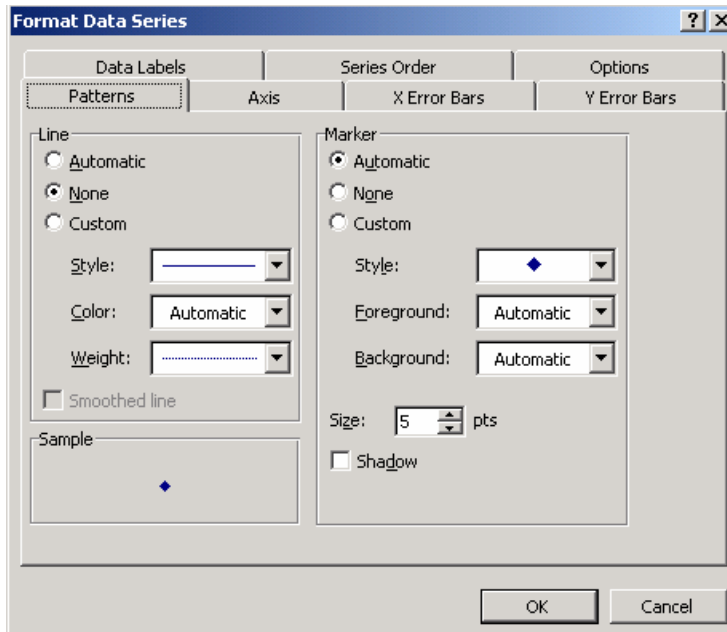 Format Data Series
Data Labels Series Order Options
Patterns Axis X Error Bars Y Error Bars
Line
Automatic
None
Custom
Style:
Color: Automatic
Weight:
Smoothed line
Sample
Marker
Automatic
None
Custom
Style:
Foreground: Automatic
Background: Automatic
Size: 5 pts
Shadow
OK Cancel